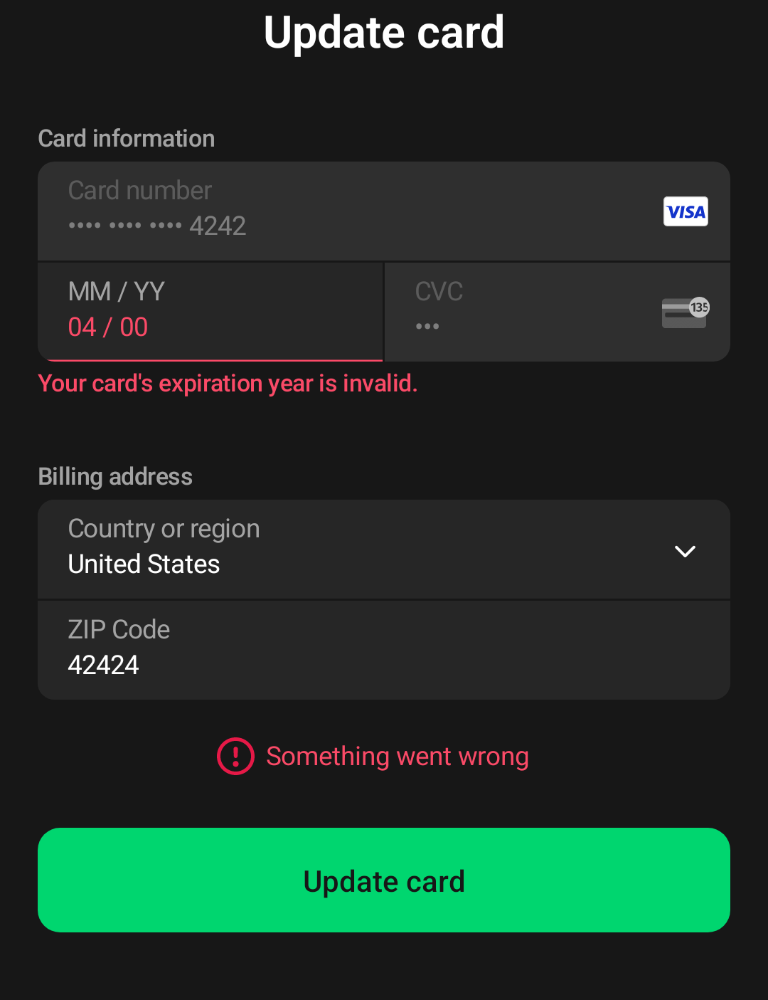 Update card
Card information
Card number
•••• •••• •••• 4242
VISA
MM / YY
CVC
04 / 00
•••
135
Your card's expiration year is invalid.
Billing address
Country or region
United States
ZIP Code
42424
Something went wrong
Update card